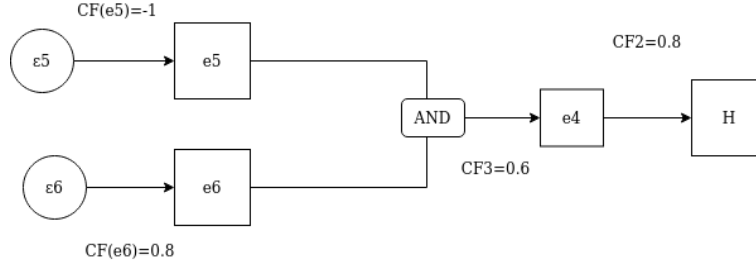 CF(e5)=-1
ε5
e5
CF2=0.8
AND
e4
H
CF3=0.6
ε6
e6
CF(e6)=0.8